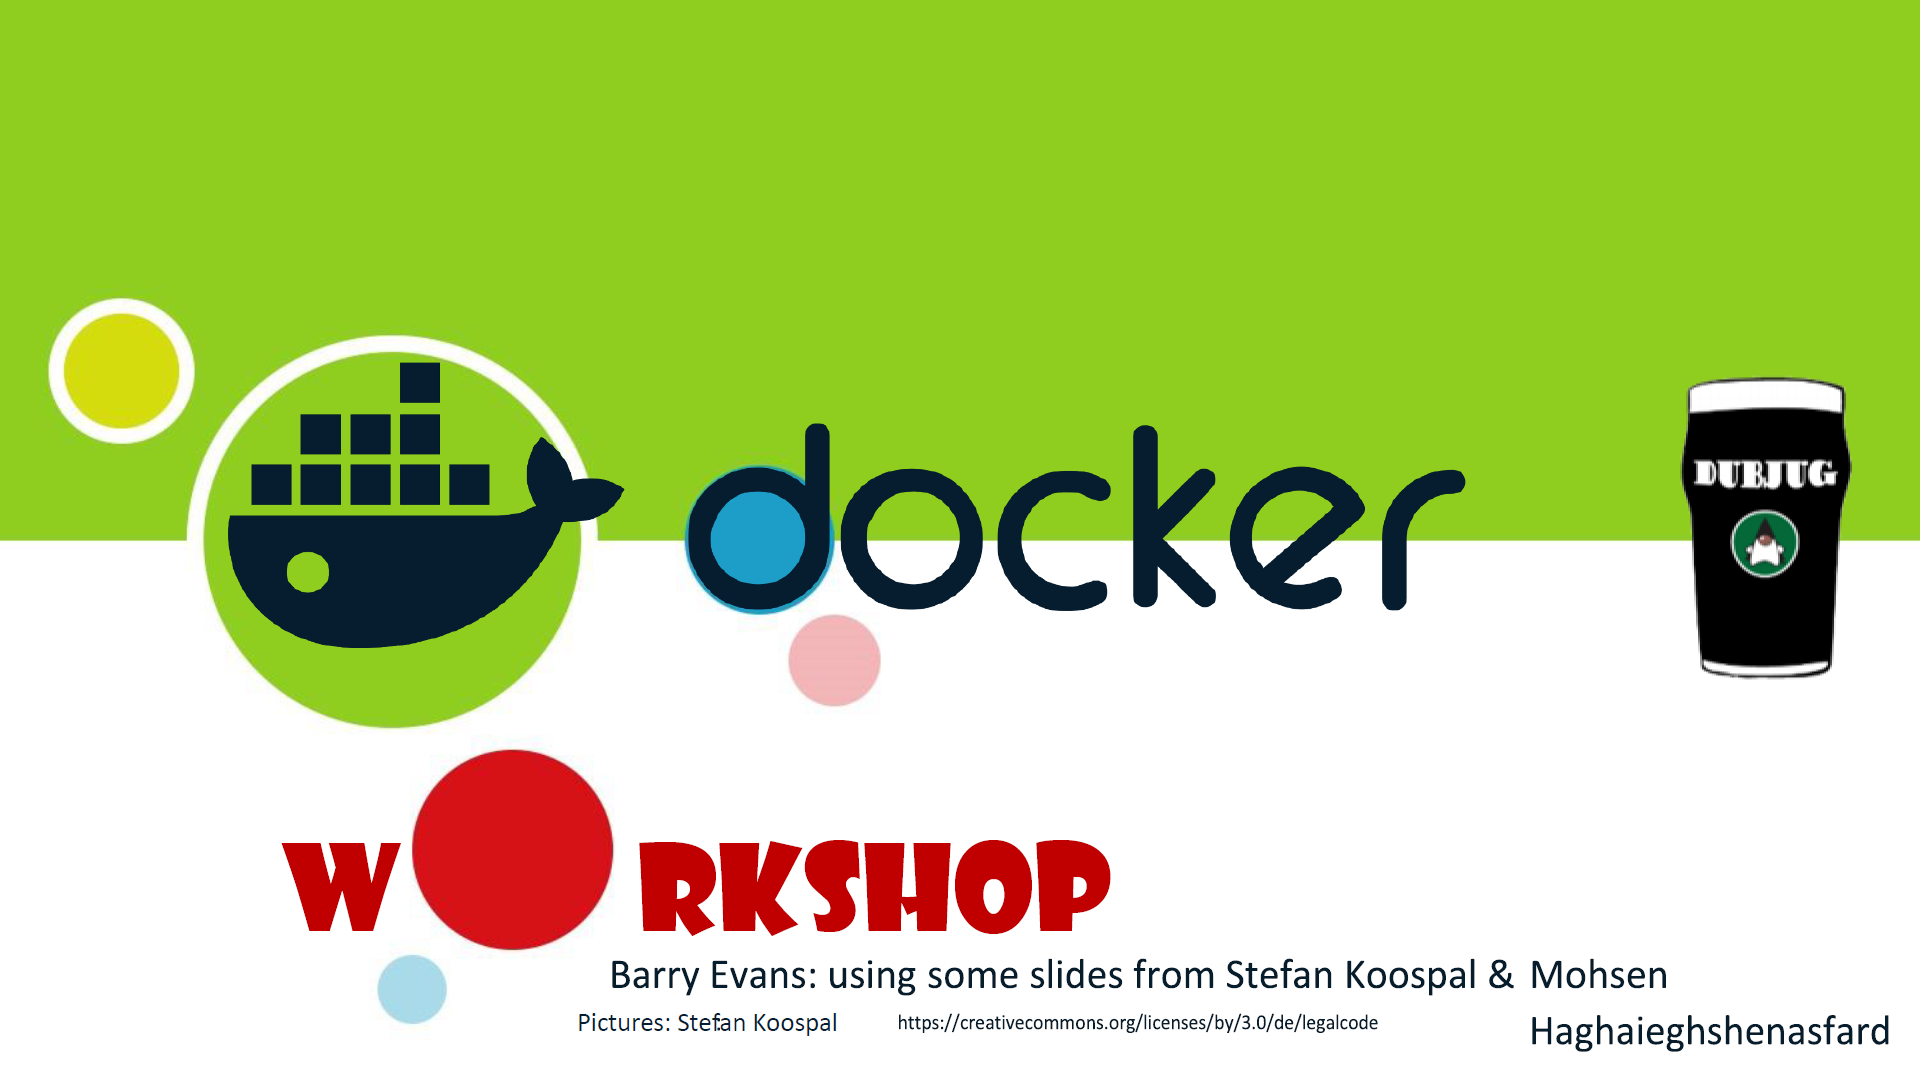 docker
DUBJUG
W RKSHOP
Barry Evans: using some slides from Stefan Koospal & Mohsen
Haghaieghshenasfard
Pictures: Stefan Koospal
https://creativecommons.org/licenses/by/3.0/de/legalcode